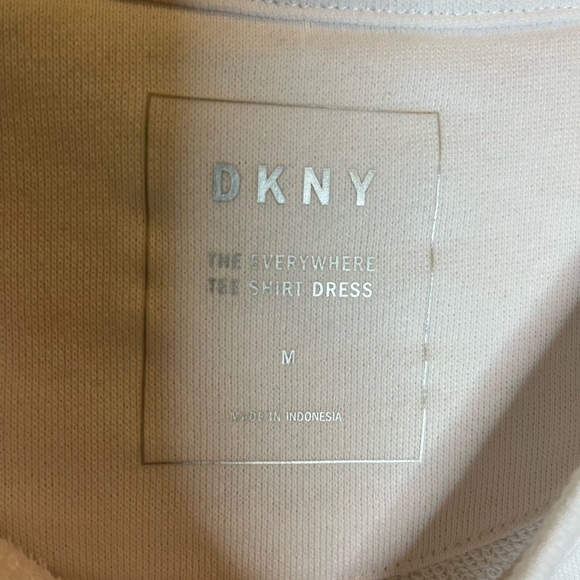 DKNY
THE EVERYWHERE
TEE SHIRT DRESS
M
MADE IN INDONESIA